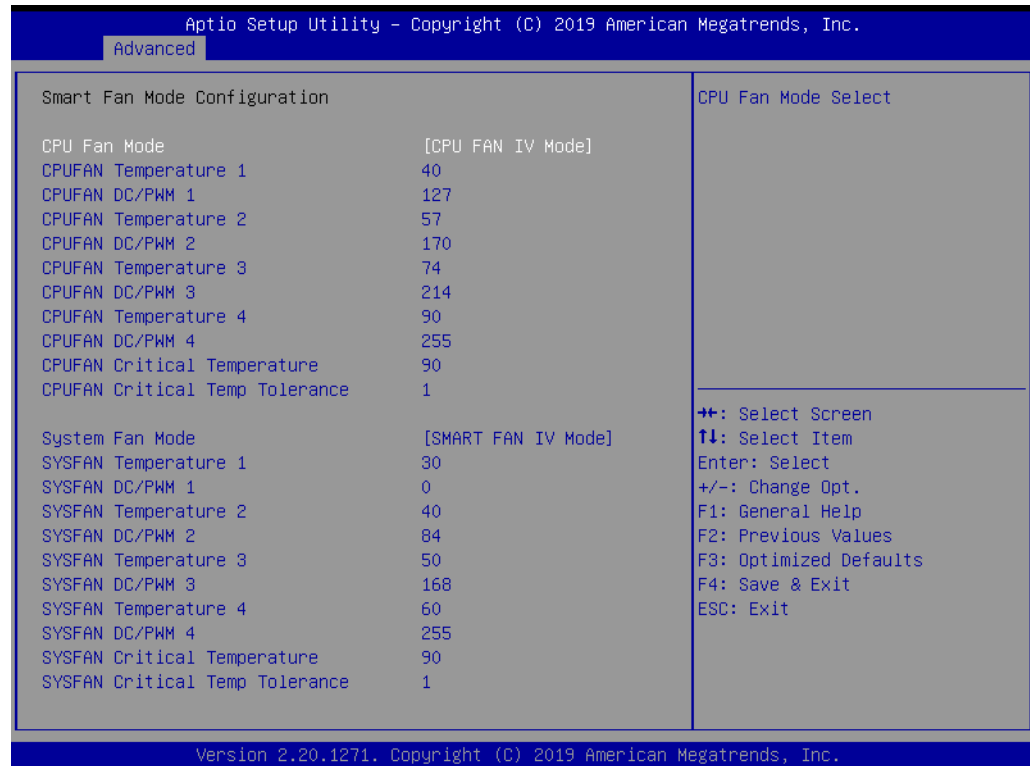 Aptio Setup Utility – Copyright (C) 2019 American Megatrends, Inc.
Advanced
Smart Fan Mode Configuration
CPU Fan Mode [CPU FAN IV Mode]
CPUFAN Temperature 1 40
CPUFAN DC/PWM 1 127
CPUFAN Temperature 2 57
CPUFAN DC/PWM 2 170
CPUFAN Temperature 3 74
CPUFAN DC/PWM 3 214
CPUFAN Temperature 4 90
CPUFAN DC/PWM 4 255
CPUFAN Critical Temperature 90
CPUFAN Critical Temp Tolerance 1
System Fan Mode [SMART FAN IV Mode]
SYSFAN Temperature 1 30
SYSFAN DC/PWM 1 0
SYSFAN Temperature 2 40
SYSFAN DC/PWM 2 84
SYSFAN Temperature 3 50
SYSFAN DC/PWM 3 168
SYSFAN Temperature 4 60
SYSFAN DC/PWM 4 255
SYSFAN Critical Temperature 90
SYSFAN Critical Temp Tolerance 1
CPU Fan Mode Select
→←: Select Screen
↑↓: Select Item
Enter: Select
+/-: Change Opt.
F1: General Help
F2: Previous Values
F3: Optimized Defaults
F4: Save & Exit
ESC: Exit
Version 2.20.1271. Copyright (C) 2019 American Megatrends, Inc.